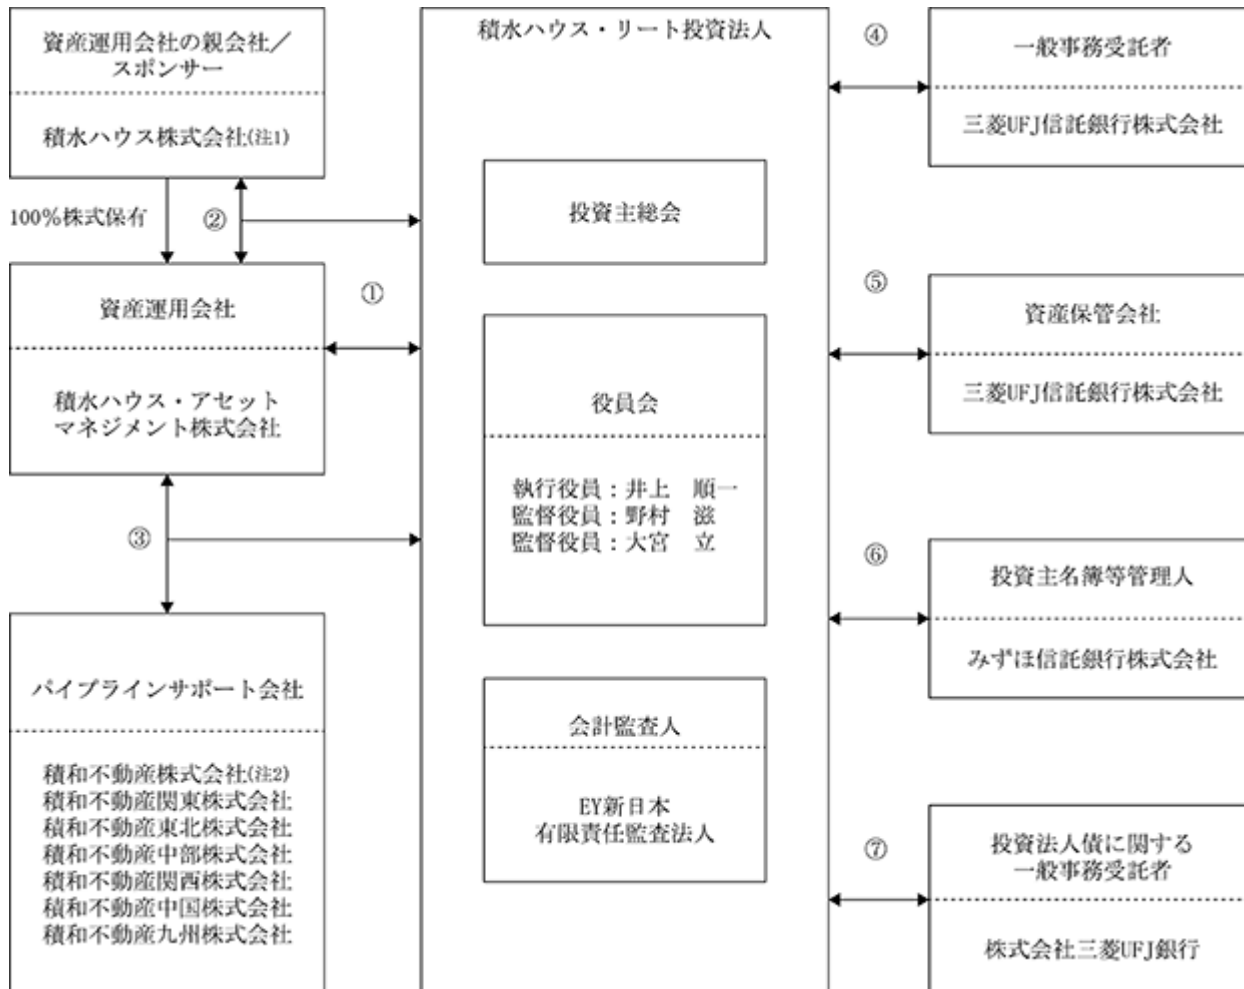 資産運用会社の親会社／
スポンサー
積水ハウス株式会社(注1)
100％株式保有
②
①
資産運用会社
積水ハウス・アセット
マネジメント株式会社
③
パイプラインサポート会社
積和不動産株式会社(注2)
積和不動産関東株式会社
積和不動産東北株式会社
積和不動産中部株式会社
積和不動産関西株式会社
積和不動産中国株式会社
積和不動産九州株式会社
積水ハウス・リート投資法人
投資主総会
役員会
執行役員：井上　順一
監督役員：野村　滋
監督役員：大宮　立
会計監査人
EY新日本
有限責任監査法人
④
一般事務受託者
三菱UFJ信託銀行株式会社
⑤
資産保管会社
三菱UFJ信託銀行株式会社
⑥
投資主名簿等管理人
みずほ信託銀行株式会社
⑦
投資法人債に関する
一般事務受託者
株式会社三菱UFJ銀行